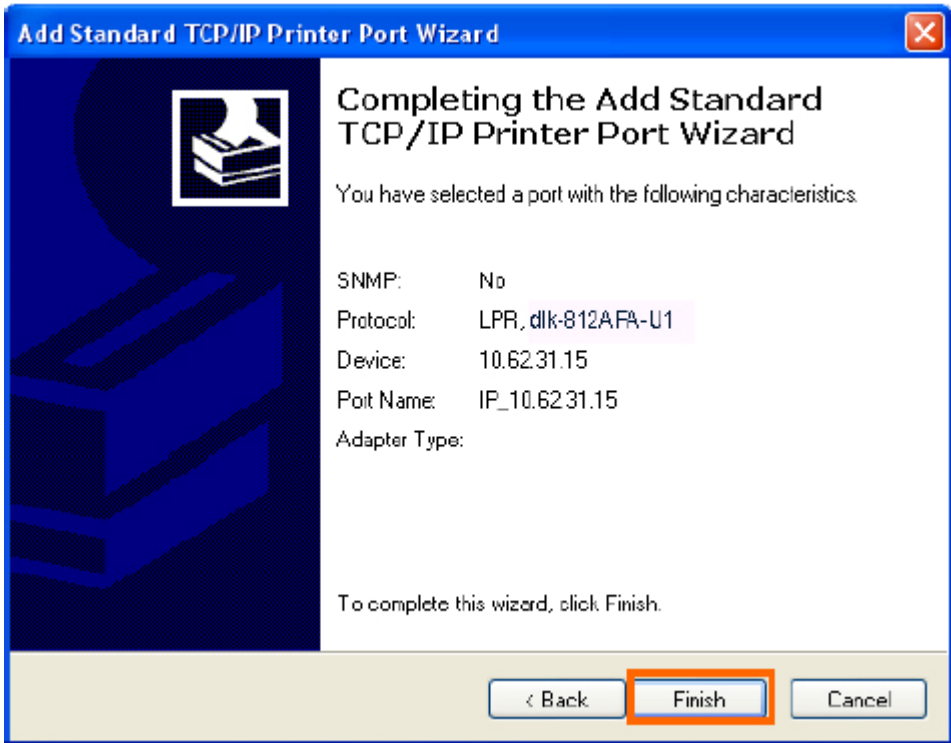 Add Standard TCP/IP Printer Port Wizard
Completing the Add Standard
TCP/IP Printer Port Wizard
You have selected a port with the following characteristics.
SNMP: No
Protocol: LPR, dlk-812AFA-U1
Device: 10.62.31.15
Port Name: IP_10.62.31.15
Adapter Type:
To complete this wizard, click Finish.
< Back Finish Cancel